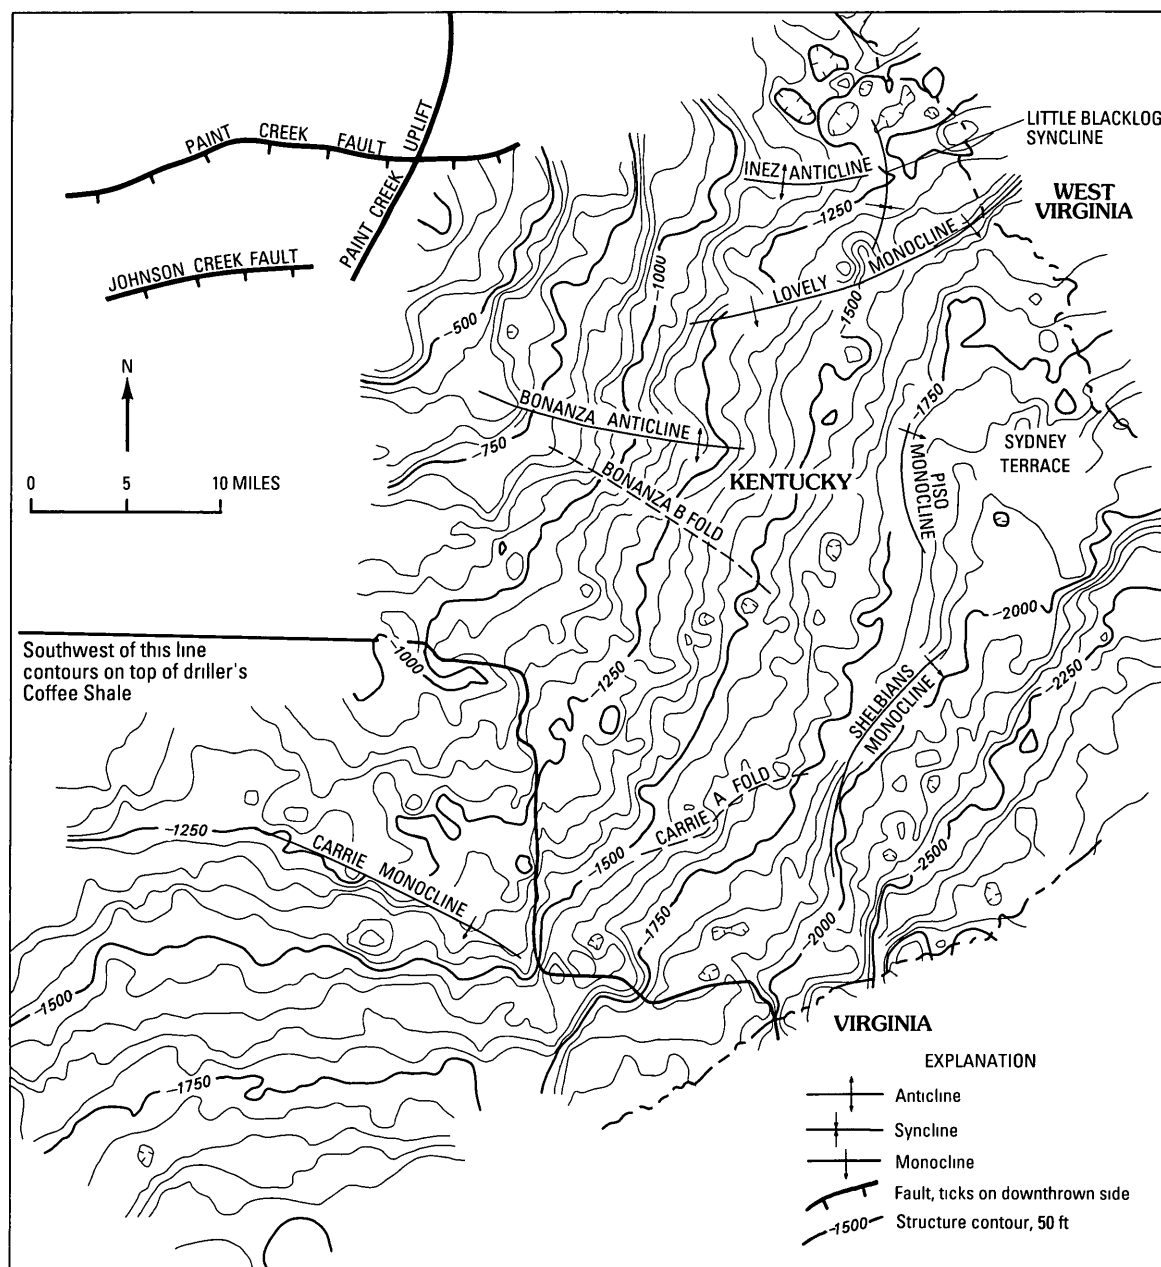 PAINT CREEK FAULT
PAINT CREEK UPLIFT
JOHNSON CREEK FAULT
LITTLE BLACKLOG
SYNCLINE
INEZ ANTICLINE
WEST
VIRGINIA
-1250
LOVELY MONOCLINE
-1000
-500
-1500
-1750
N
BONANZA ANTICLINE
-750
SYDNEY
TERRACE
0 5 10 MILES
KENTUCKY
BONANZA B FOLD
PISO
MONOCLINE
-2000
Southwest of this line
contours on top of driller's
Coffee Shale
-1000
-1250
-2250
SHELBIANS
MONOCLINE
CARRIE A FOLD
-1250
CARRIE MONOCLINE
-1500
-2500
-1750
-2000
-1500
VIRGINIA
EXPLANATION
-1750
Anticline
Syncline
Monocline
Fault, ticks on downthrown side
-1500 Structure contour, 50 ft